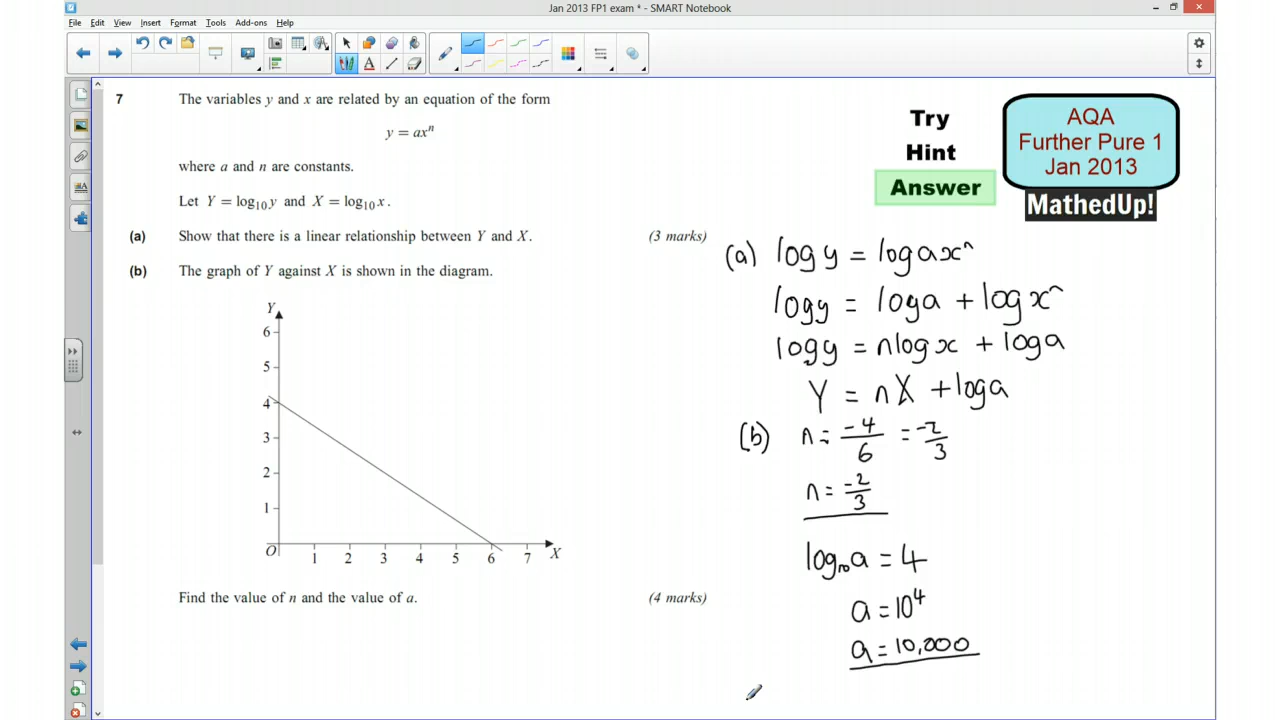 Jan 2013 FP1 exam * - SMART Notebook
File Edit View Insert Format Tools Add-ons Help
7 The variables y and x are related by an equation of the form
y = axⁿ
where a and n are constants.
Let Y = log₁₀ y and X = log₁₀ x.
(a) Show that there is a linear relationship between Y and X. (3 marks)
(b) The graph of Y against X is shown in the diagram.
Y
6
5
4
3
2
1
O 1 2 3 4 5 6 7 X
Find the value of n and the value of a. (4 marks)
Try
Hint
Answer
AQA
Further Pure 1
Jan 2013
MathedUp!
(a) log y = log axⁿ
log y = log a + log xⁿ
log y = n log x + log a
Y = nX + log a
(b) n = -4/6 = -2/3
n = -2/3
log₁₀ a = 4
a = 10⁴
a = 10,000